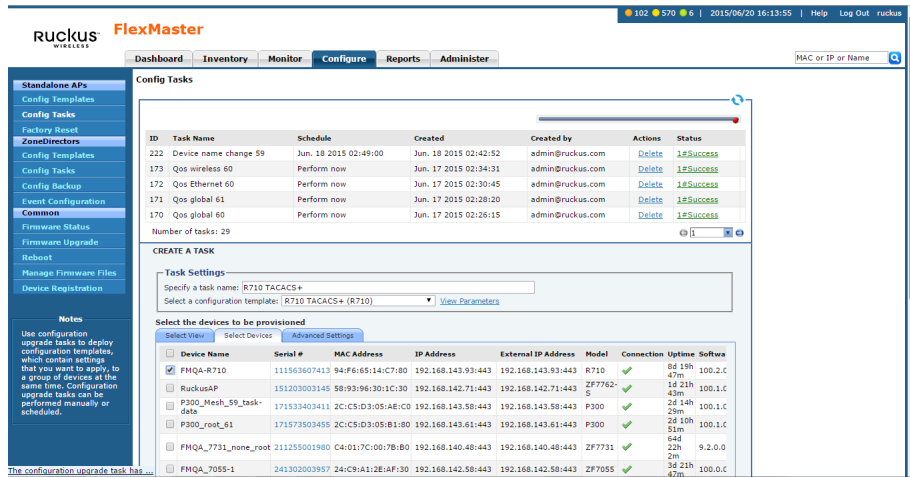 102 570 6 | 2015/06/20 16:13:55 | Help Log Out ruckus
RUCKUS
WIRELESS
FlexMaster
Dashboard Inventory Monitor Configure Reports Administer
MAC or IP or Name
Standalone APs
Config Templates
Config Tasks
Factory Reset
ZoneDirectors
Config Templates
Config Tasks
Config Backup
Event Configuration
Common
Firmware Status
Firmware Upgrade
Reboot
Manage Firmware Files
Device Registration
Notes
Use configuration
upgrade tasks to deploy
configuration templates,
which contain settings
that you want to apply, to
a group of devices at the
same time. Configuration
upgrade tasks can be
performed manually or
scheduled.
The configuration upgrade task has ...
Config Tasks
ID Task Name Schedule Created Created by Actions Status
222 Device name change 59 Jun. 18 2015 02:49:00 Jun. 18 2015 02:42:52 admin@ruckus.com Delete 1#Success
173 Qos wireless 60 Perform now Jun. 17 2015 02:34:31 admin@ruckus.com Delete 1#Success
172 Qos Ethernet 60 Perform now Jun. 17 2015 02:30:45 admin@ruckus.com Delete 1#Success
171 Qos global 61 Perform now Jun. 17 2015 02:28:20 admin@ruckus.com Delete 1#Success
170 Qos global 60 Perform now Jun. 17 2015 02:26:15 admin@ruckus.com Delete 1#Success
Number of tasks: 29 1
CREATE A TASK
Task Settings
Specify a task name: R710 TACACS+
Select a configuration template: R710 TACACS+ (R710) View Parameters
Select the devices to be provisioned
Select View Select Devices Advanced Settings
Device Name Serial # MAC Address IP Address External IP Address Model Connection Uptime Softwa
FMQA-R710 111563607413 94:F6:65:14:C7:80 192.168.143.93:443 192.168.143.93:443 R710 8d 19h 100.2.0
47m
RuckusAP 151203003145 58:93:96:30:1C:30 192.168.142.71:443 192.168.142.71:443 ZF7762- 1d 21h 100.1.0
S 43m
P300_Mesh_59_task- 171533403411 2C:C5:D3:05:AE:C0 192.168.143.58:443 192.168.143.58:443 P300 2d 14h 100.1.0
data 29m
P300_root_61 171573503455 2C:C5:D3:05:B1:80 192.168.143.61:443 192.168.143.61:443 P300 2d 10h 100.1.0
51m
FMQA_7731_none_root 211255001980 C4:01:7C:00:7B:B0 192.168.140.48:443 192.168.140.48:443 ZF7731 64d 9.2.0.0
22h
2m
FMQA_7055-1 241302003957 24:C9:A1:2E:AF:30 192.168.142.58:443 192.168.142.58:443 ZF7055 3d 21h 100.0.0
47m